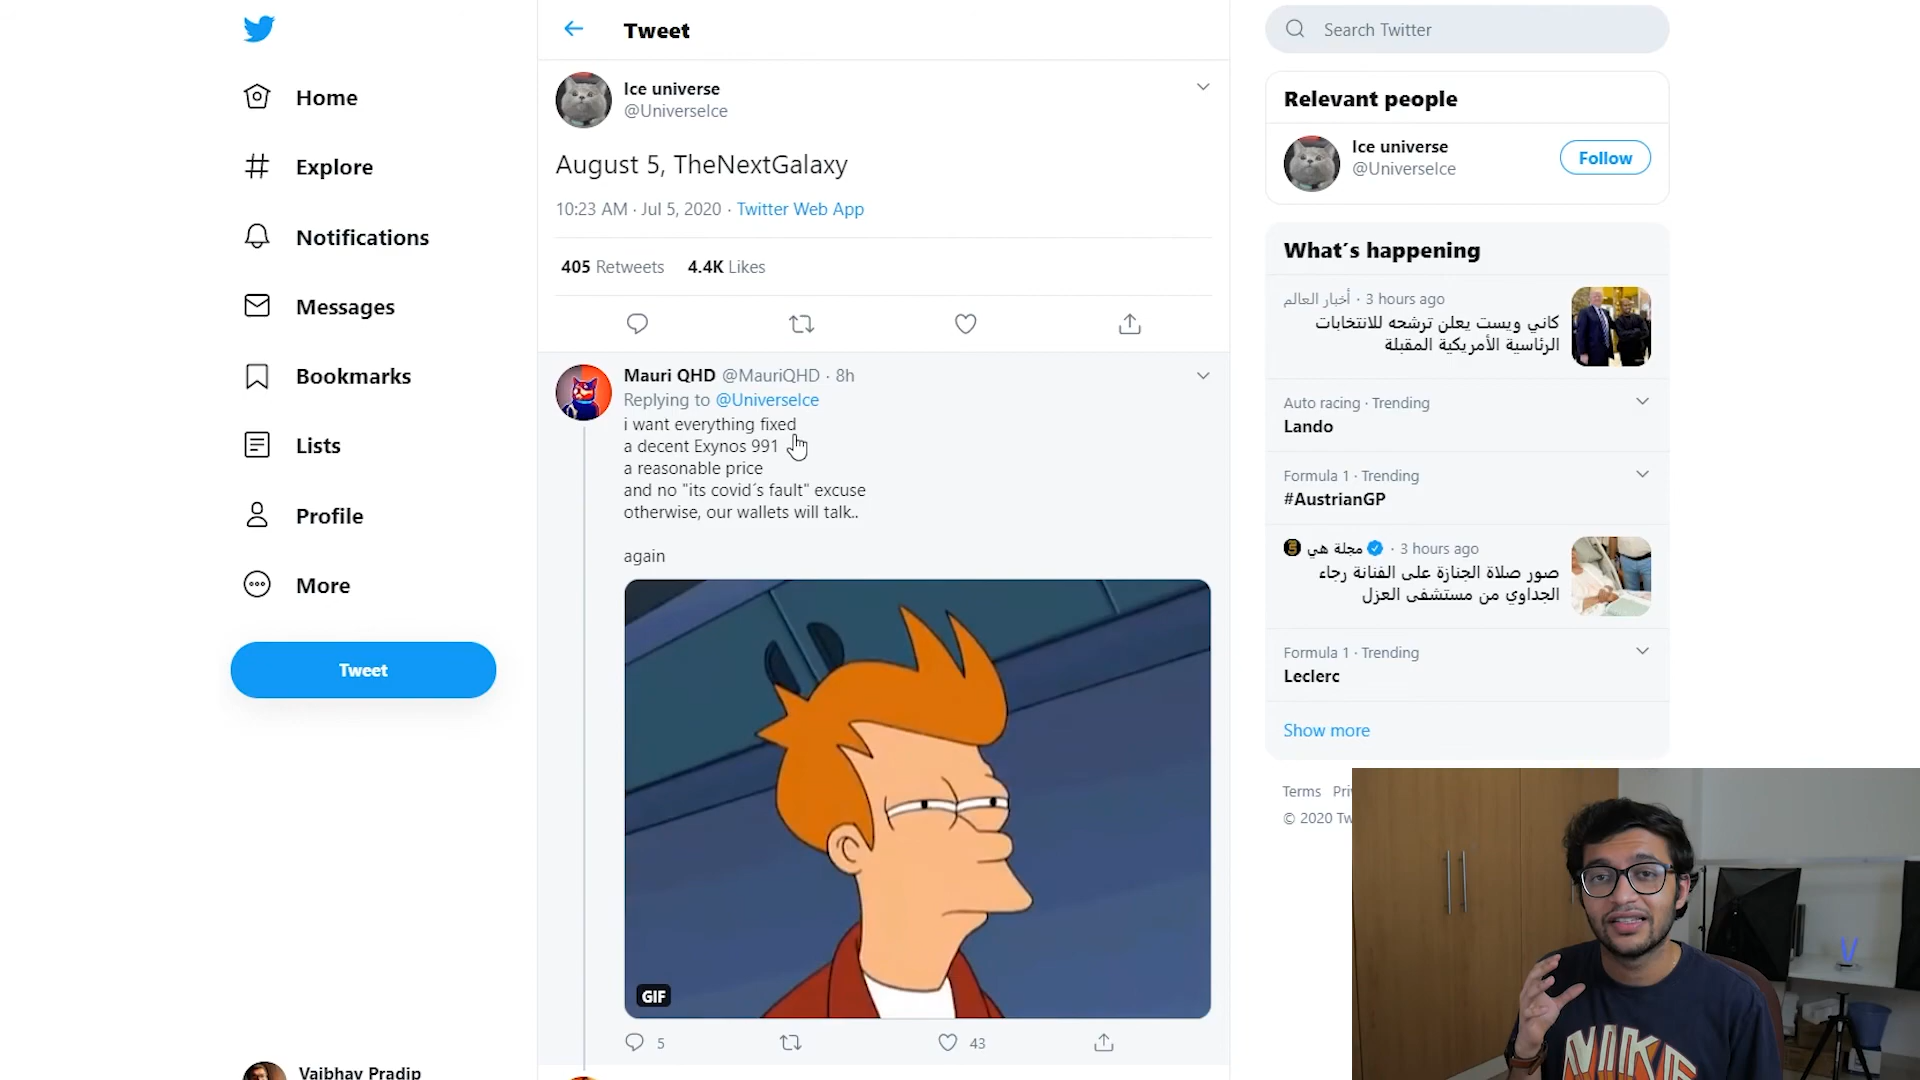 Home
Explore
Notifications
Messages
Bookmarks
Lists
Profile
More
Tweet
Vaibhav Pradip
Tweet
Ice universe
@UniverseIce
August 5, TheNextGalaxy
10:23 AM · Jul 5, 2020 · Twitter Web App
405 Retweets 4.4K Likes
Mauri QHD @MauriQHD · 8h
Replying to @UniverseIce
i want everything fixed
a decent Exynos 991
a reasonable price
and no "its covid´s fault" excuse
otherwise, our wallets will talk..
again
GIF
5
43
Search Twitter
Relevant people
Ice universe
@UniverseIce
Follow
What´s happening
أخبار العالم · 3 hours ago
كاني ويست يعلن ترشحه للانتخابات
الرئاسية الأمريكية المقبلة
Auto racing · Trending
Lando
Formula 1 · Trending
#AustrianGP
مجلة هي · 3 hours ago
صور صلاة الجنازة على الفنانة رجاء
الجداوي من مستشفى العزل
Formula 1 · Trending
Leclerc
Show more
Terms
© 2020
NIKE
V